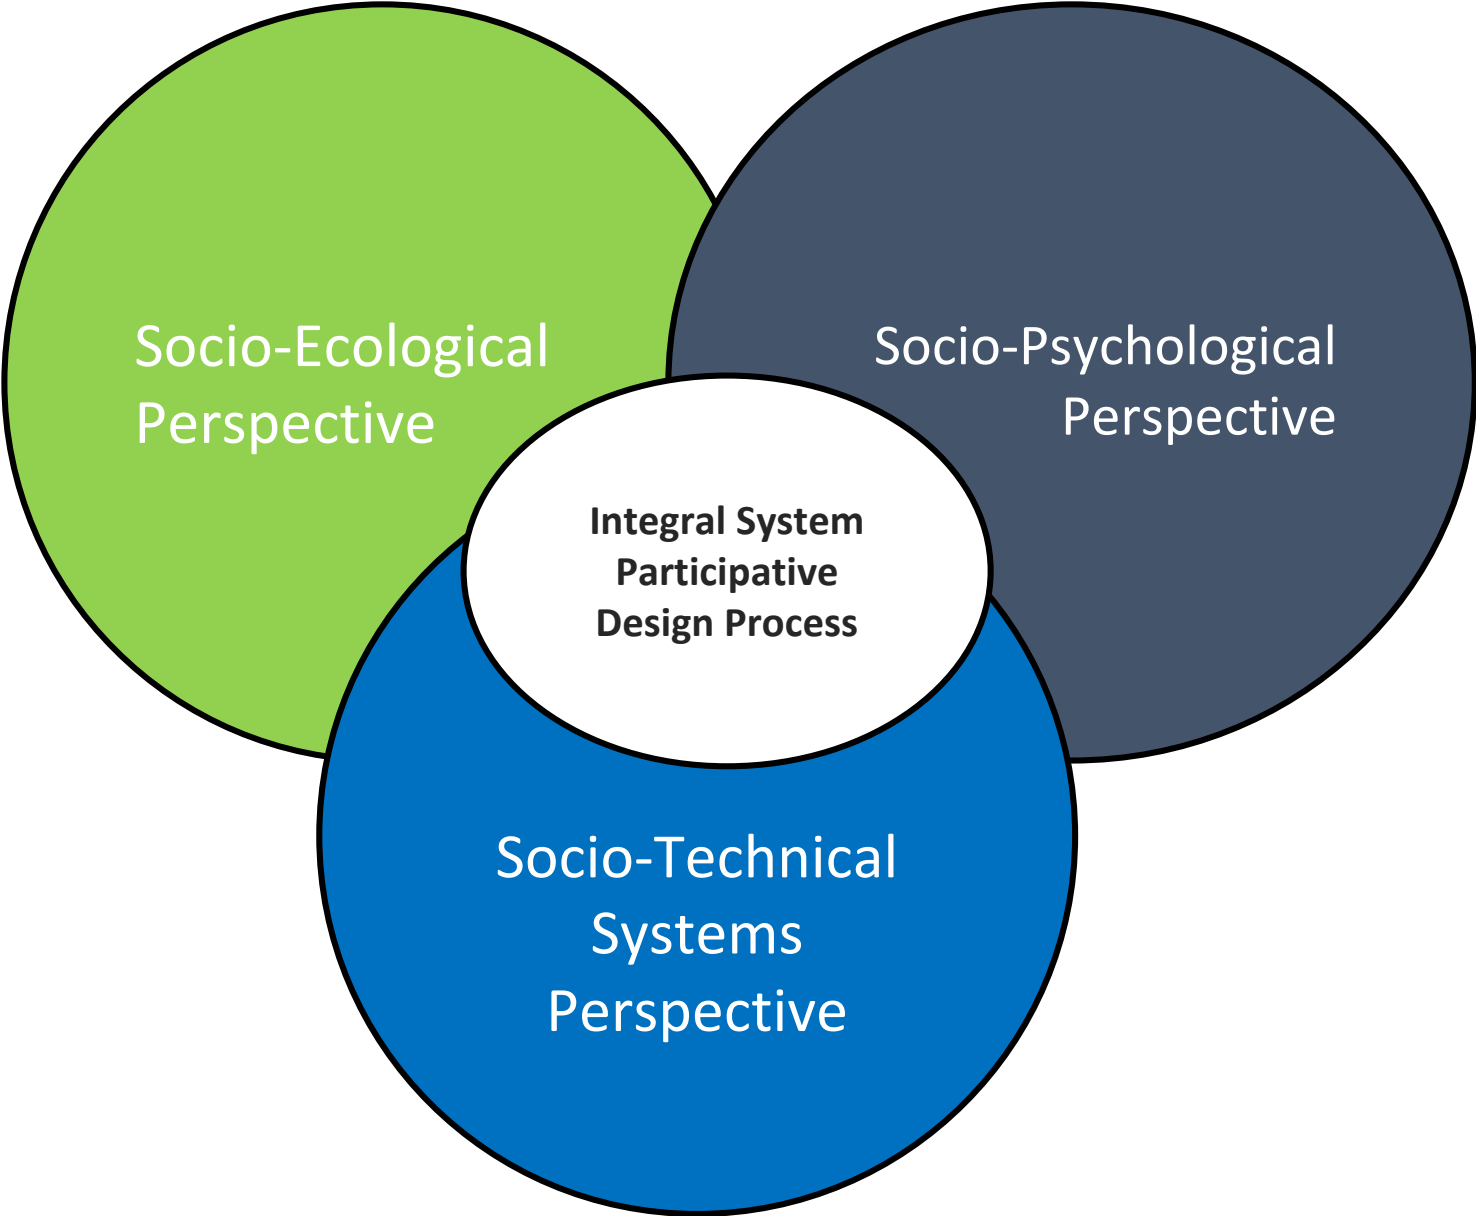 Socio-Ecological
Perspective
Socio-Psychological
Perspective
Integral System
Participative
Design Process
Socio-Technical
Systems
Perspective